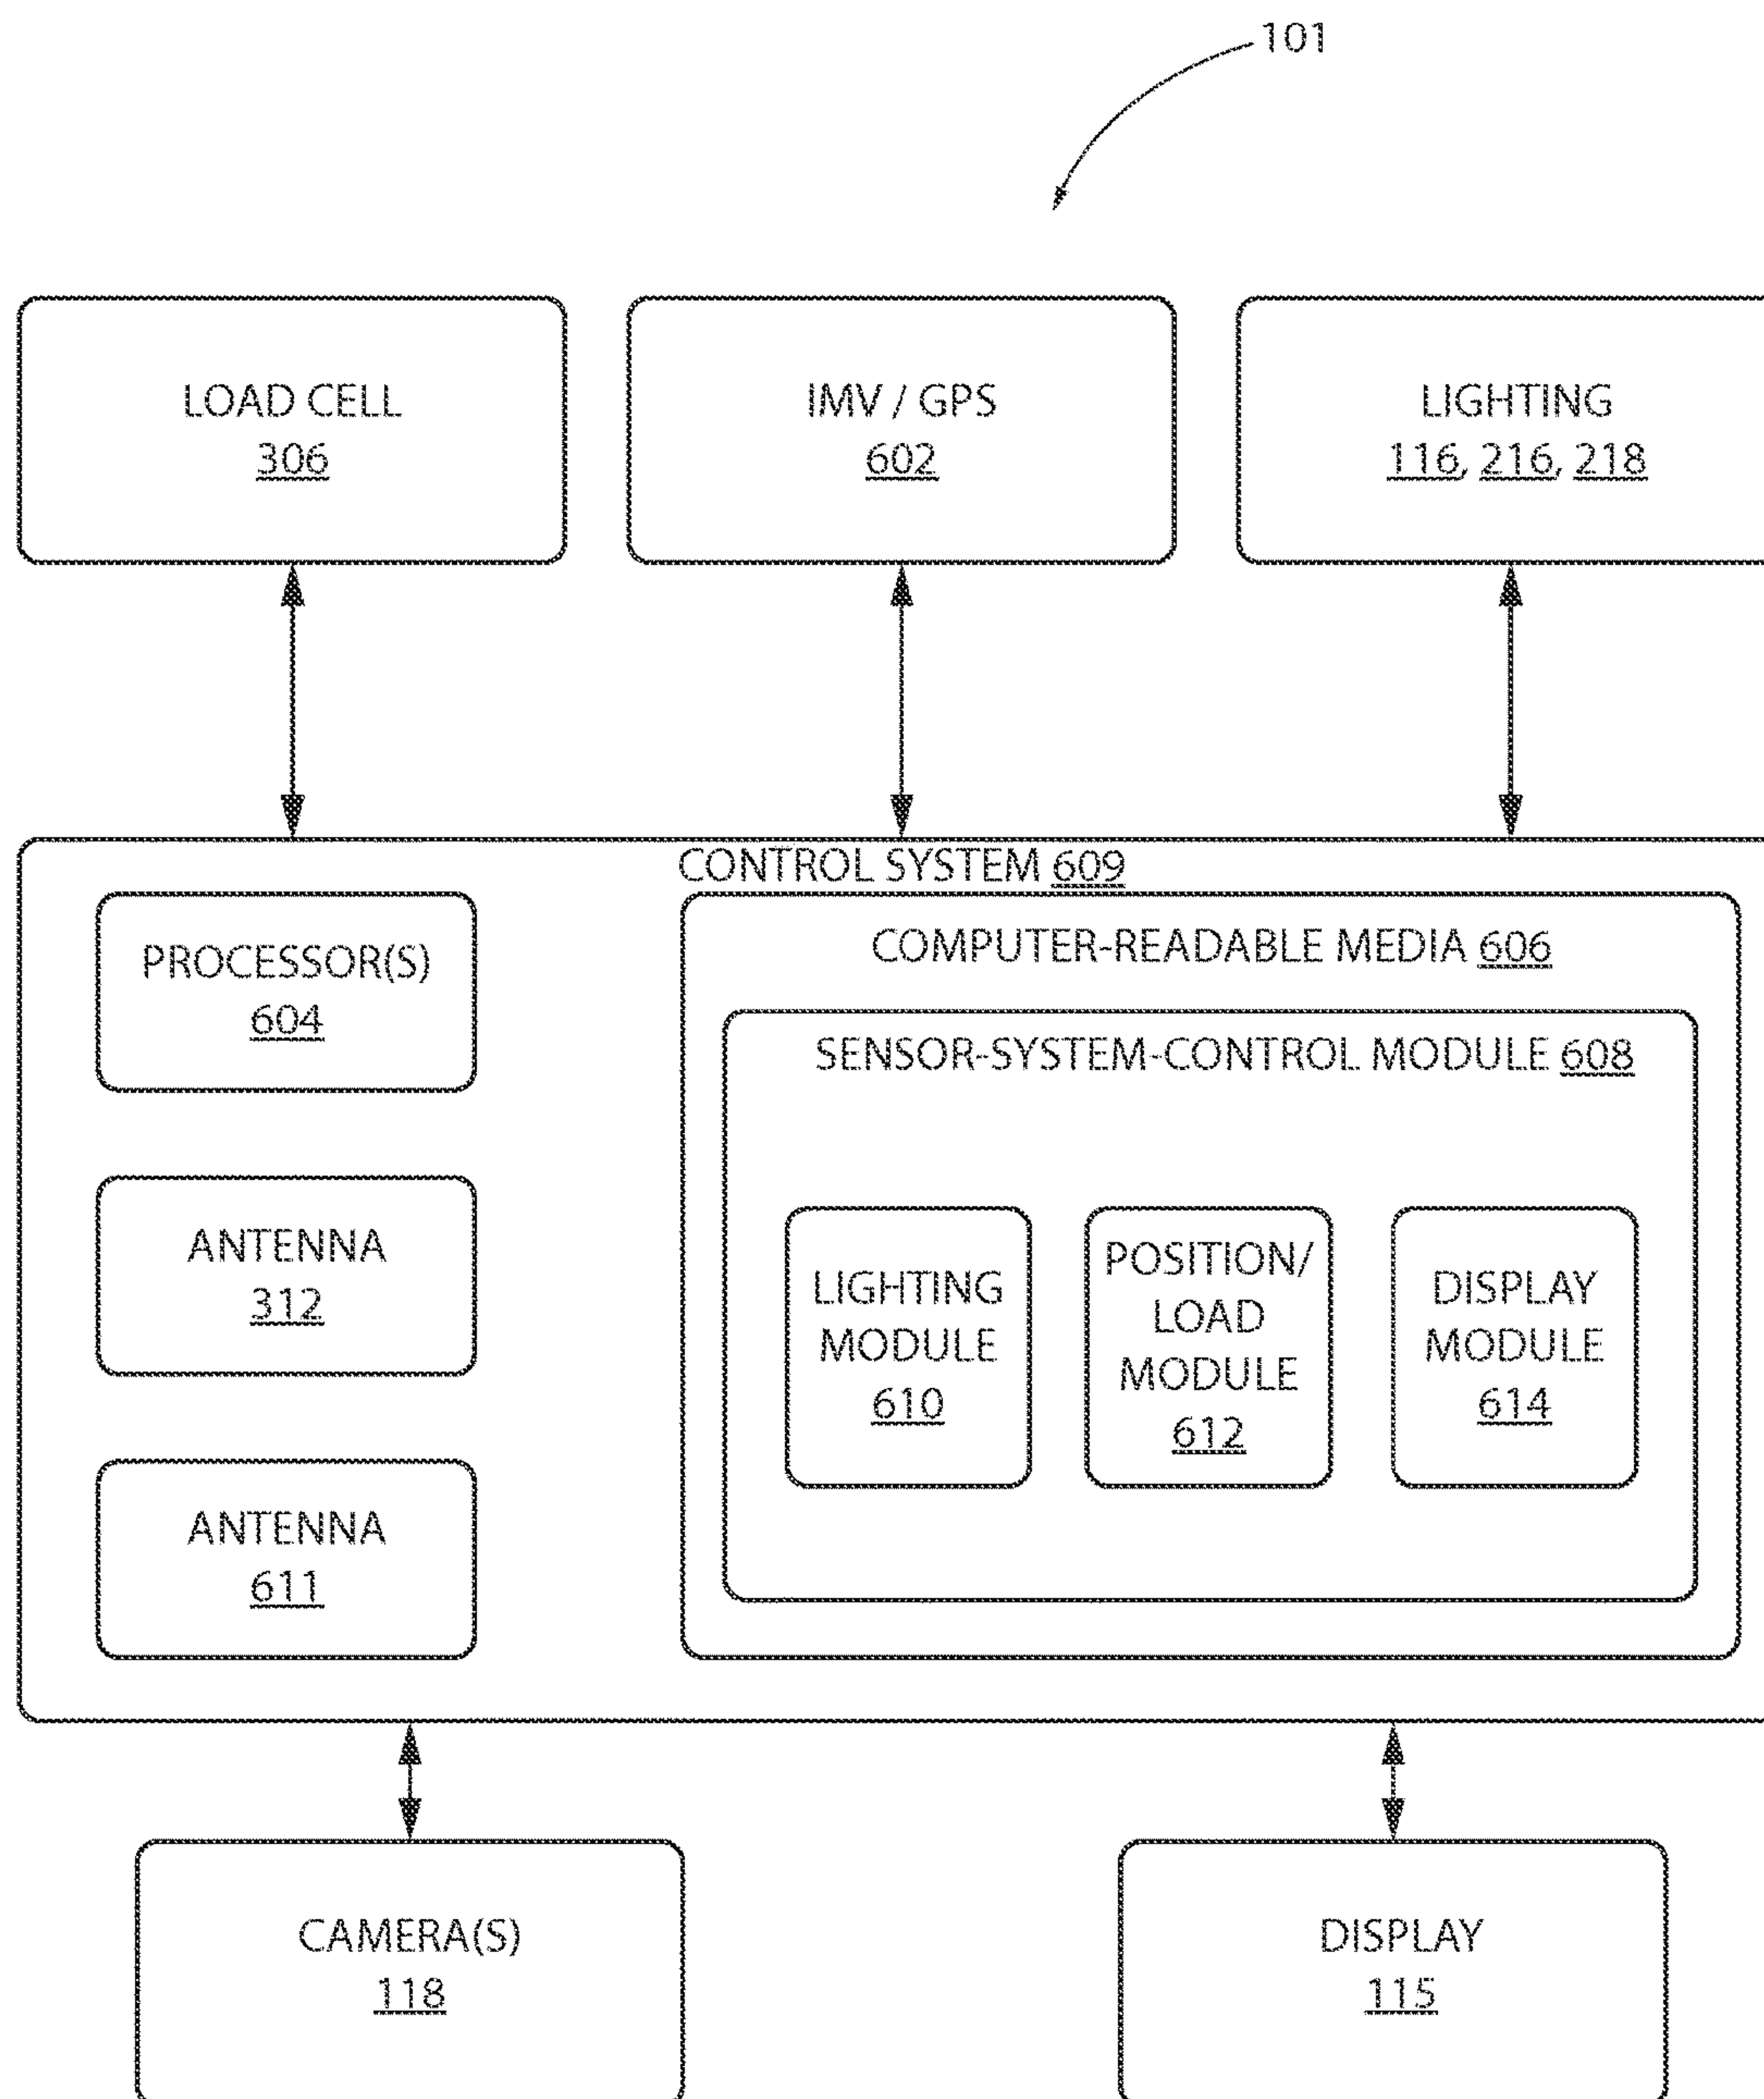 101
LOAD CELL
306
IMV / GPS
602
LIGHTING
116, 216, 218
CONTROL SYSTEM 609
PROCESSOR(S)
604
ANTENNA
312
ANTENNA
611
COMPUTER-READABLE MEDIA 606
SENSOR-SYSTEM-CONTROL MODULE 608
LIGHTING
MODULE
610
POSITION/
LOAD
MODULE
612
DISPLAY
MODULE
614
CAMERA(S)
118
DISPLAY
115